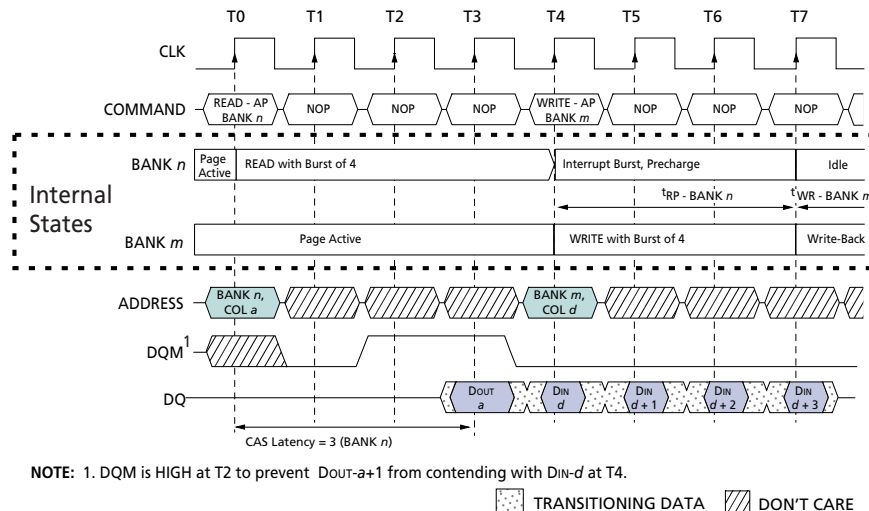 T0 T1 T2 T3 T4 T5 T6 T7
CLK
COMMAND
READ - AP
BANK n
NOP
NOP
NOP
WRITE - AP
BANK m
NOP
NOP
NOP
BANK n
Page
Active
READ with Burst of 4
Interrupt Burst, Precharge
Idle
Internal
States
tRP - BANK n
tWR - BANK m
BANK m
Page Active
WRITE with Burst of 4
Write-Back
ADDRESS
BANK n,
COL a
BANK m,
COL d
DQM1
DQ
DOUT
a
DIN
d
DIN
d + 1
DIN
d + 2
DIN
d + 3
CAS Latency = 3 (BANK n)
NOTE: 1. DQM is HIGH at T2 to prevent DOUT-a+1 from contending with DIN-d at T4.
TRANSITIONING DATA
DON'T CARE